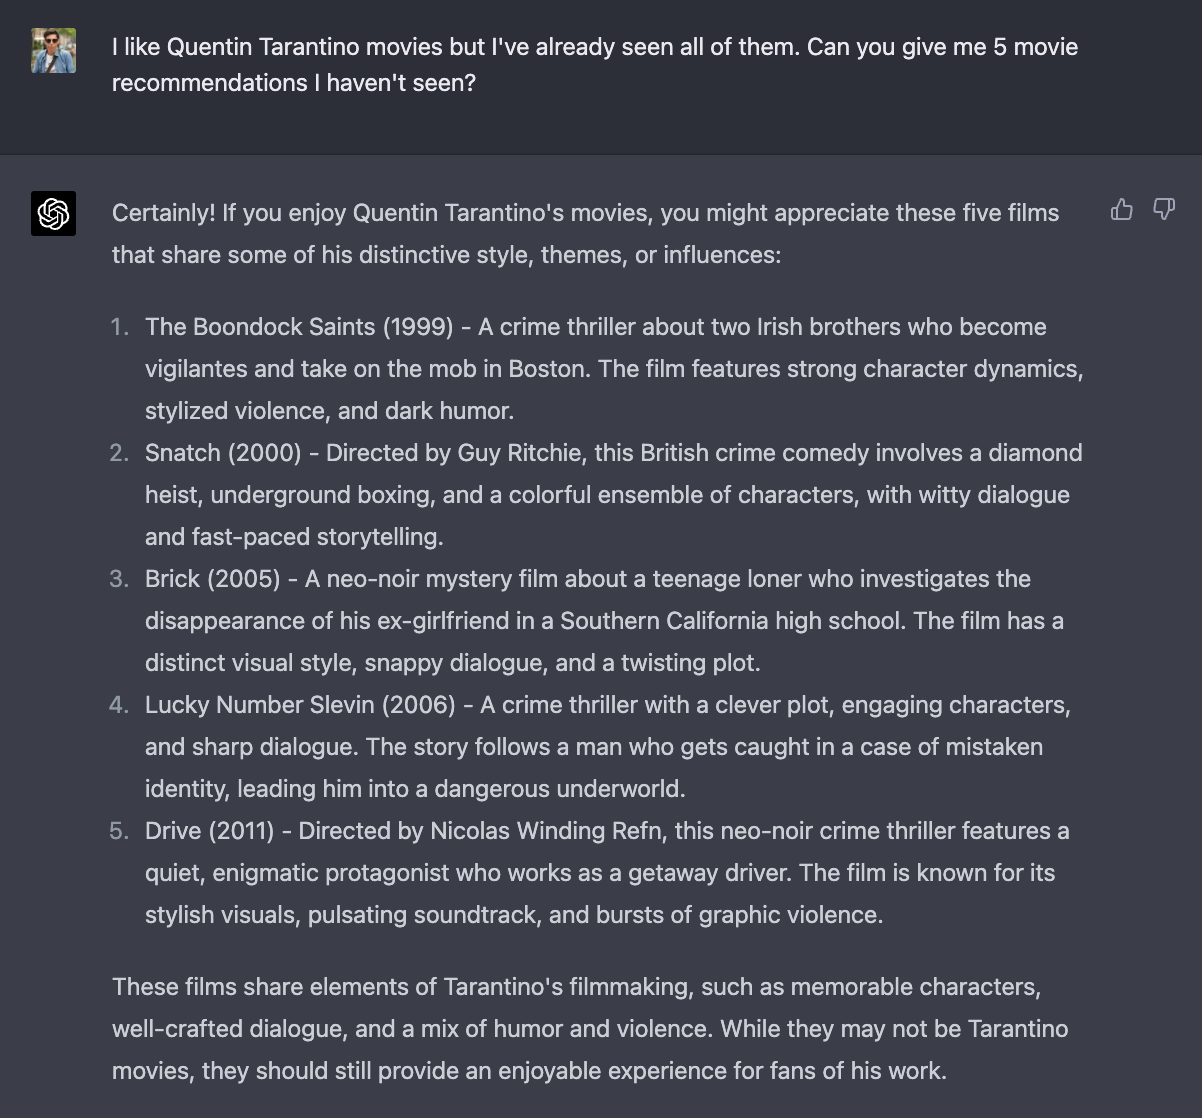 I like Quentin Tarantino movies but I've already seen all of them. Can you give me 5 movie
recommendations I haven't seen?
Certainly! If you enjoy Quentin Tarantino's movies, you might appreciate these five films
that share some of his distinctive style, themes, or influences:
1. The Boondock Saints (1999) - A crime thriller about two Irish brothers who become
vigilantes and take on the mob in Boston. The film features strong character dynamics,
stylized violence, and dark humor.
2. Snatch (2000) - Directed by Guy Ritchie, this British crime comedy involves a diamond
heist, underground boxing, and a colorful ensemble of characters, with witty dialogue
and fast-paced storytelling.
3. Brick (2005) - A neo-noir mystery film about a teenage loner who investigates the
disappearance of his ex-girlfriend in a Southern California high school. The film has a
distinct visual style, snappy dialogue, and a twisting plot.
4. Lucky Number Slevin (2006) - A crime thriller with a clever plot, engaging characters,
and sharp dialogue. The story follows a man who gets caught in a case of mistaken
identity, leading him into a dangerous underworld.
5. Drive (2011) - Directed by Nicolas Winding Refn, this neo-noir crime thriller features a
quiet, enigmatic protagonist who works as a getaway driver. The film is known for its
stylish visuals, pulsating soundtrack, and bursts of graphic violence.
These films share elements of Tarantino's filmmaking, such as memorable characters,
well-crafted dialogue, and a mix of humor and violence. While they may not be Tarantino
movies, they should still provide an enjoyable experience for fans of his work.